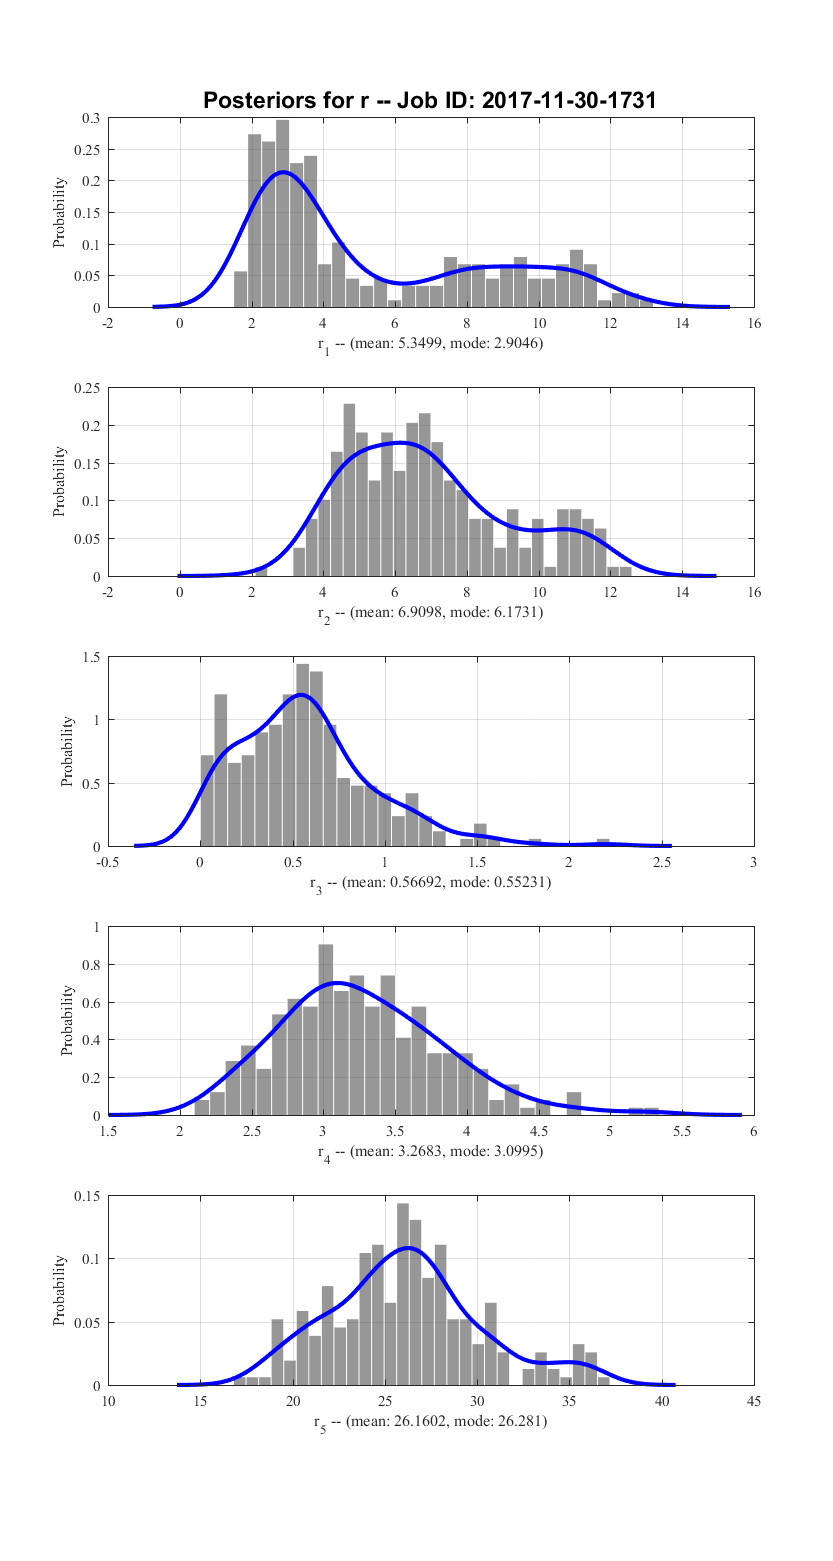 Posteriors for r -- Job ID: 2017-11-30-1731
0.3
0.25
0.2
0.15
0.1
0.05
0
Probability
-2 0 2 4 6 8 10 12 14 16
r1 -- (mean: 5.3499, mode: 2.9046)
0.25
0.2
0.15
0.1
0.05
0
Probability
-2 0 2 4 6 8 10 12 14 16
r2 -- (mean: 6.9098, mode: 6.1731)
1.5
1
0.5
0
Probability
-0.5 0 0.5 1 1.5 2 2.5 3
r3 -- (mean: 0.56692, mode: 0.55231)
1
0.8
0.6
0.4
0.2
0
Probability
1.5 2 2.5 3 3.5 4 4.5 5 5.5 6
r4 -- (mean: 3.2683, mode: 3.0995)
0.15
0.1
0.05
0
Probability
10 15 20 25 30 35 40 45
r5 -- (mean: 26.1602, mode: 26.281)